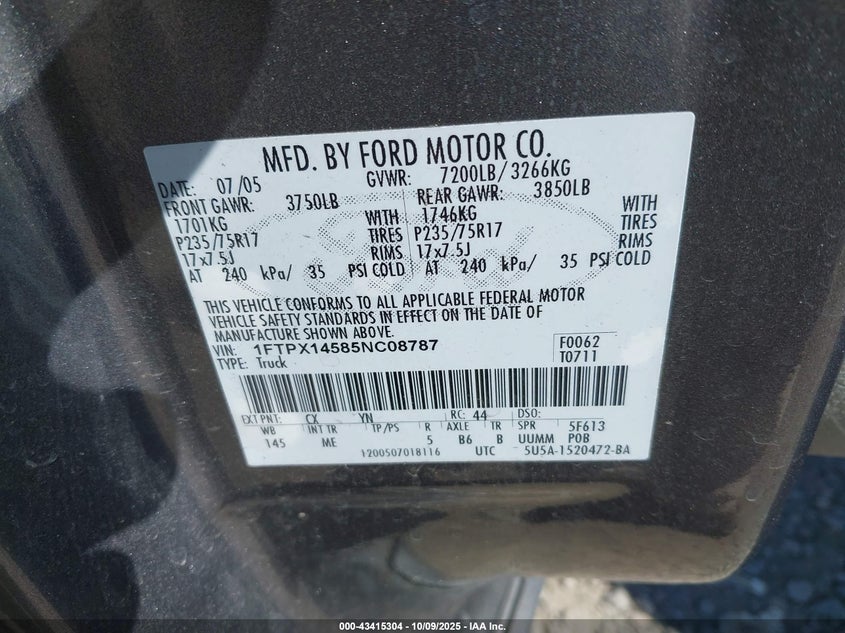 MFD. BY FORD MOTOR CO.
DATE: 07/05 GVWR: 7200LB/3266KG
FRONT GAWR: 3750LB REAR GAWR: 3850LB
1701KG WITH 1746KG WITH
P235/75R17 TIRES P235/75R17 TIRES
17x7.5J RIMS 17x7.5J RIMS
AT 240 kPa/ 35 PSI COLD AT 240 kPa/ 35 PSI COLD
THIS VEHICLE CONFORMS TO ALL APPLICABLE FEDERAL MOTOR
VEHICLE SAFETY STANDARDS IN EFFECT ON THE DATE OF
MANUFACTURE SHOWN ABOVE.
VIN: 1FTPX14585NC08787 F0062
TYPE: Truck T0711
EXT PNT: CX YN RC: 44 DSO:
WB INT TR TP/PS R AXLE TR SPR 5F613
145 ME 5 B6 B UUMM POB
1200507018116 UTC 5U5A-1520472-BA
000-43415304 | 10/09/2025 | IAA Inc.